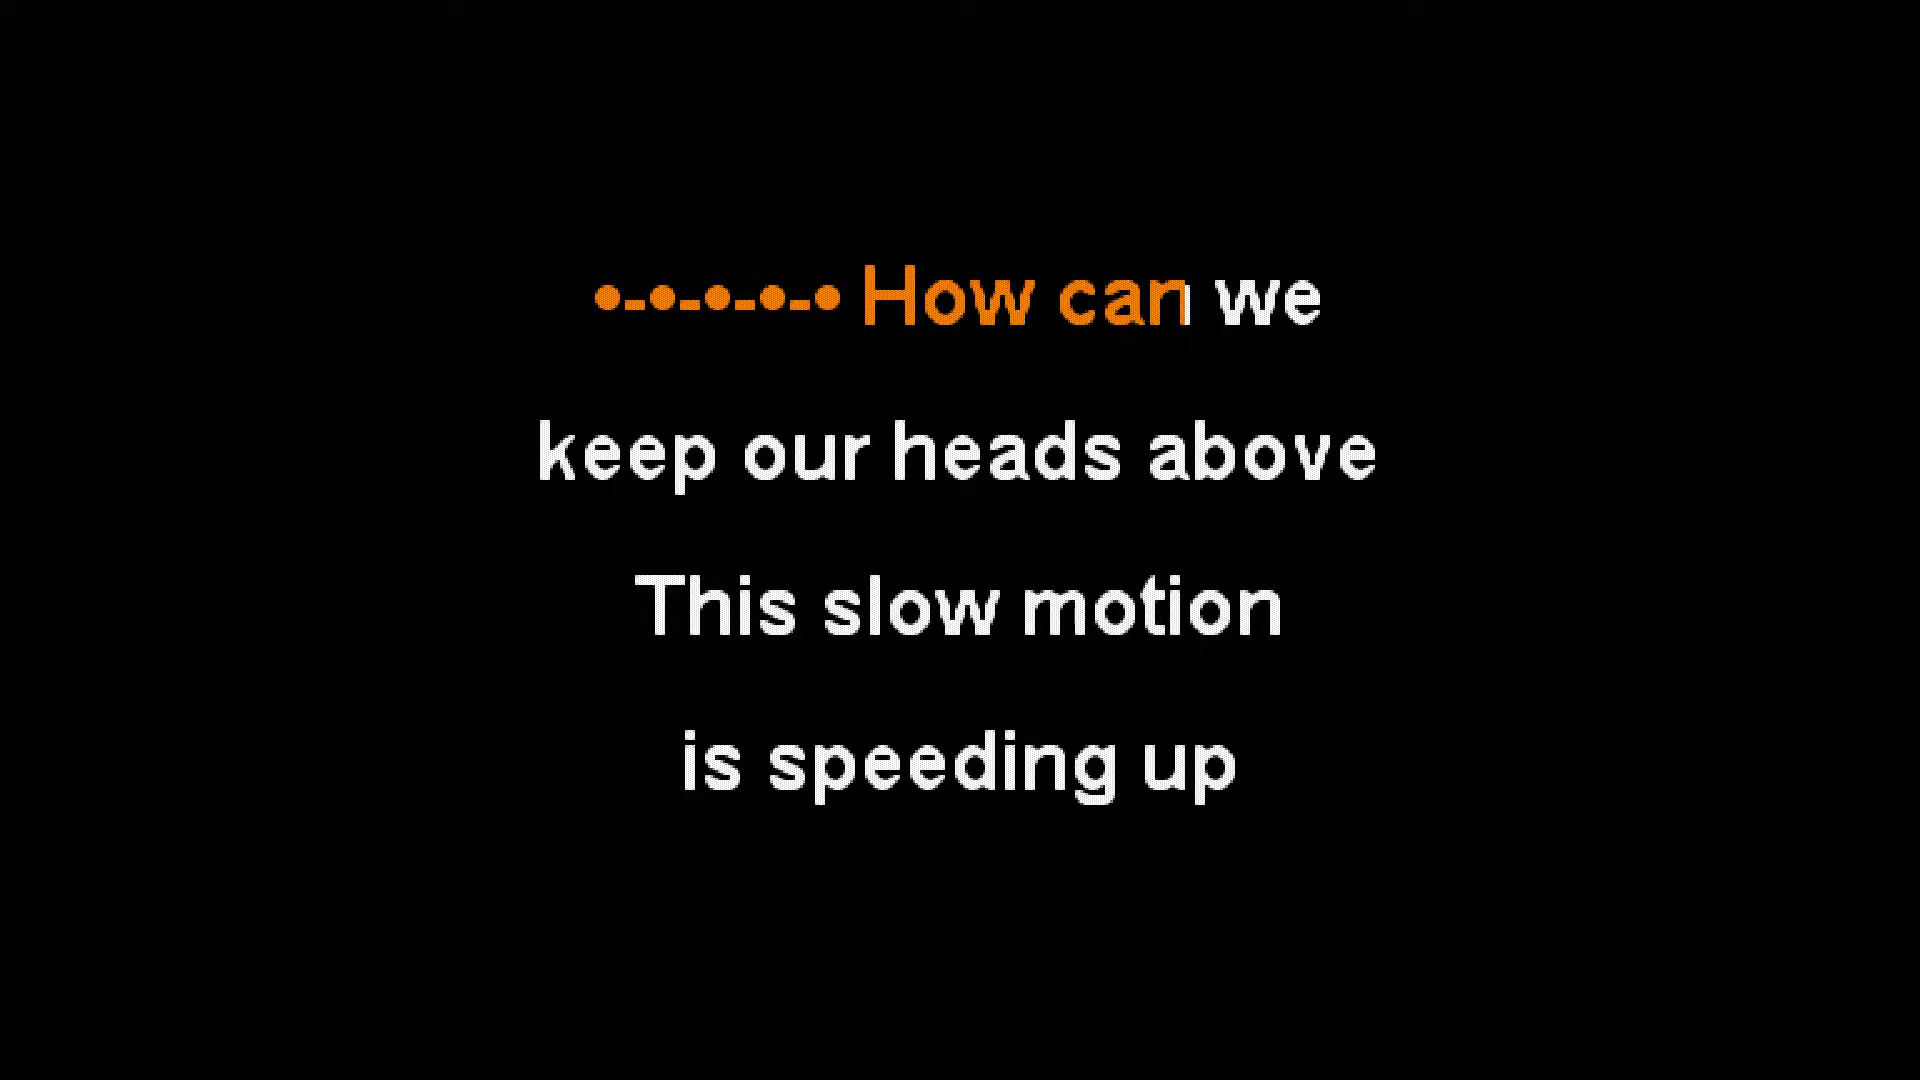 •-•-•-•-• How can we
keep our heads above
This slow motion
is speeding up